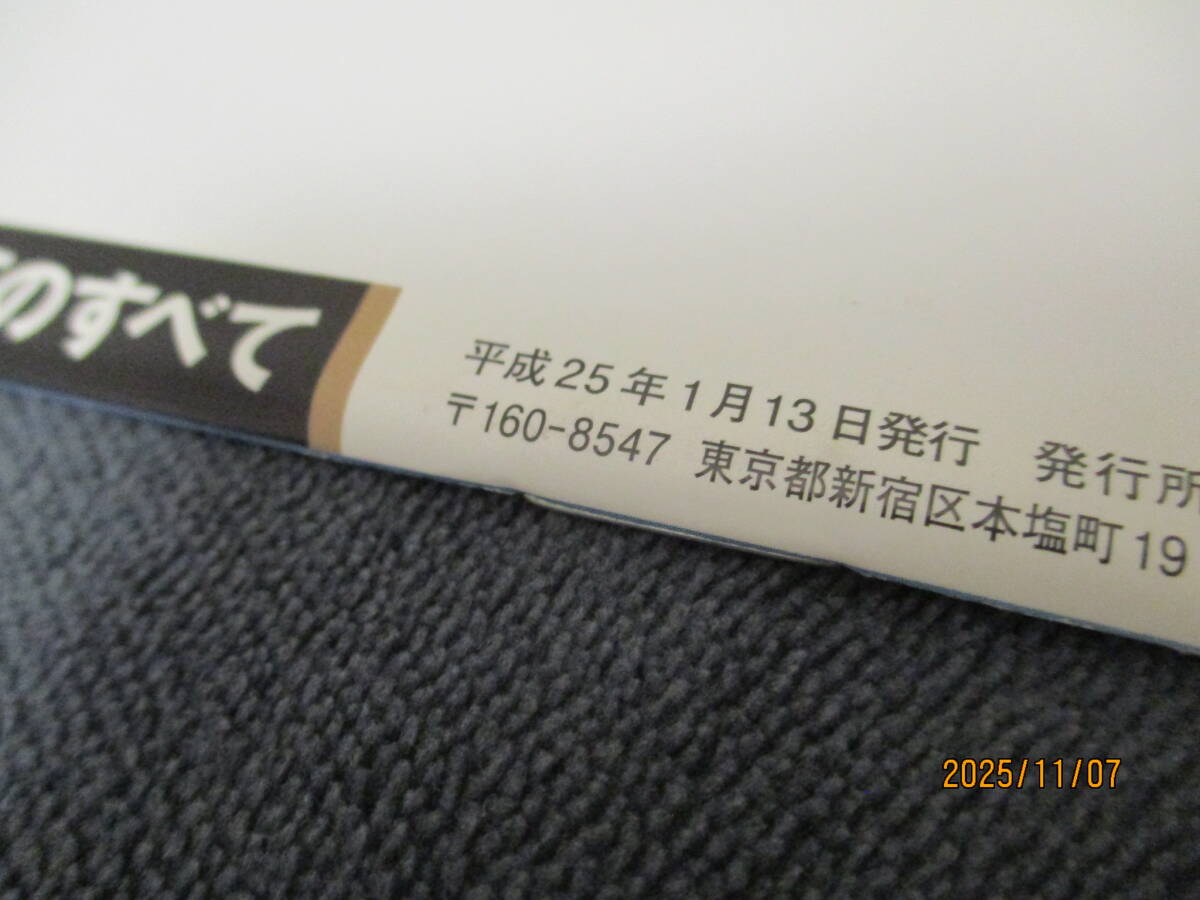 のすべて
平成25年1月13日発行　発行所
〒160-8547 東京都新宿区本塩町19
2025/11/07